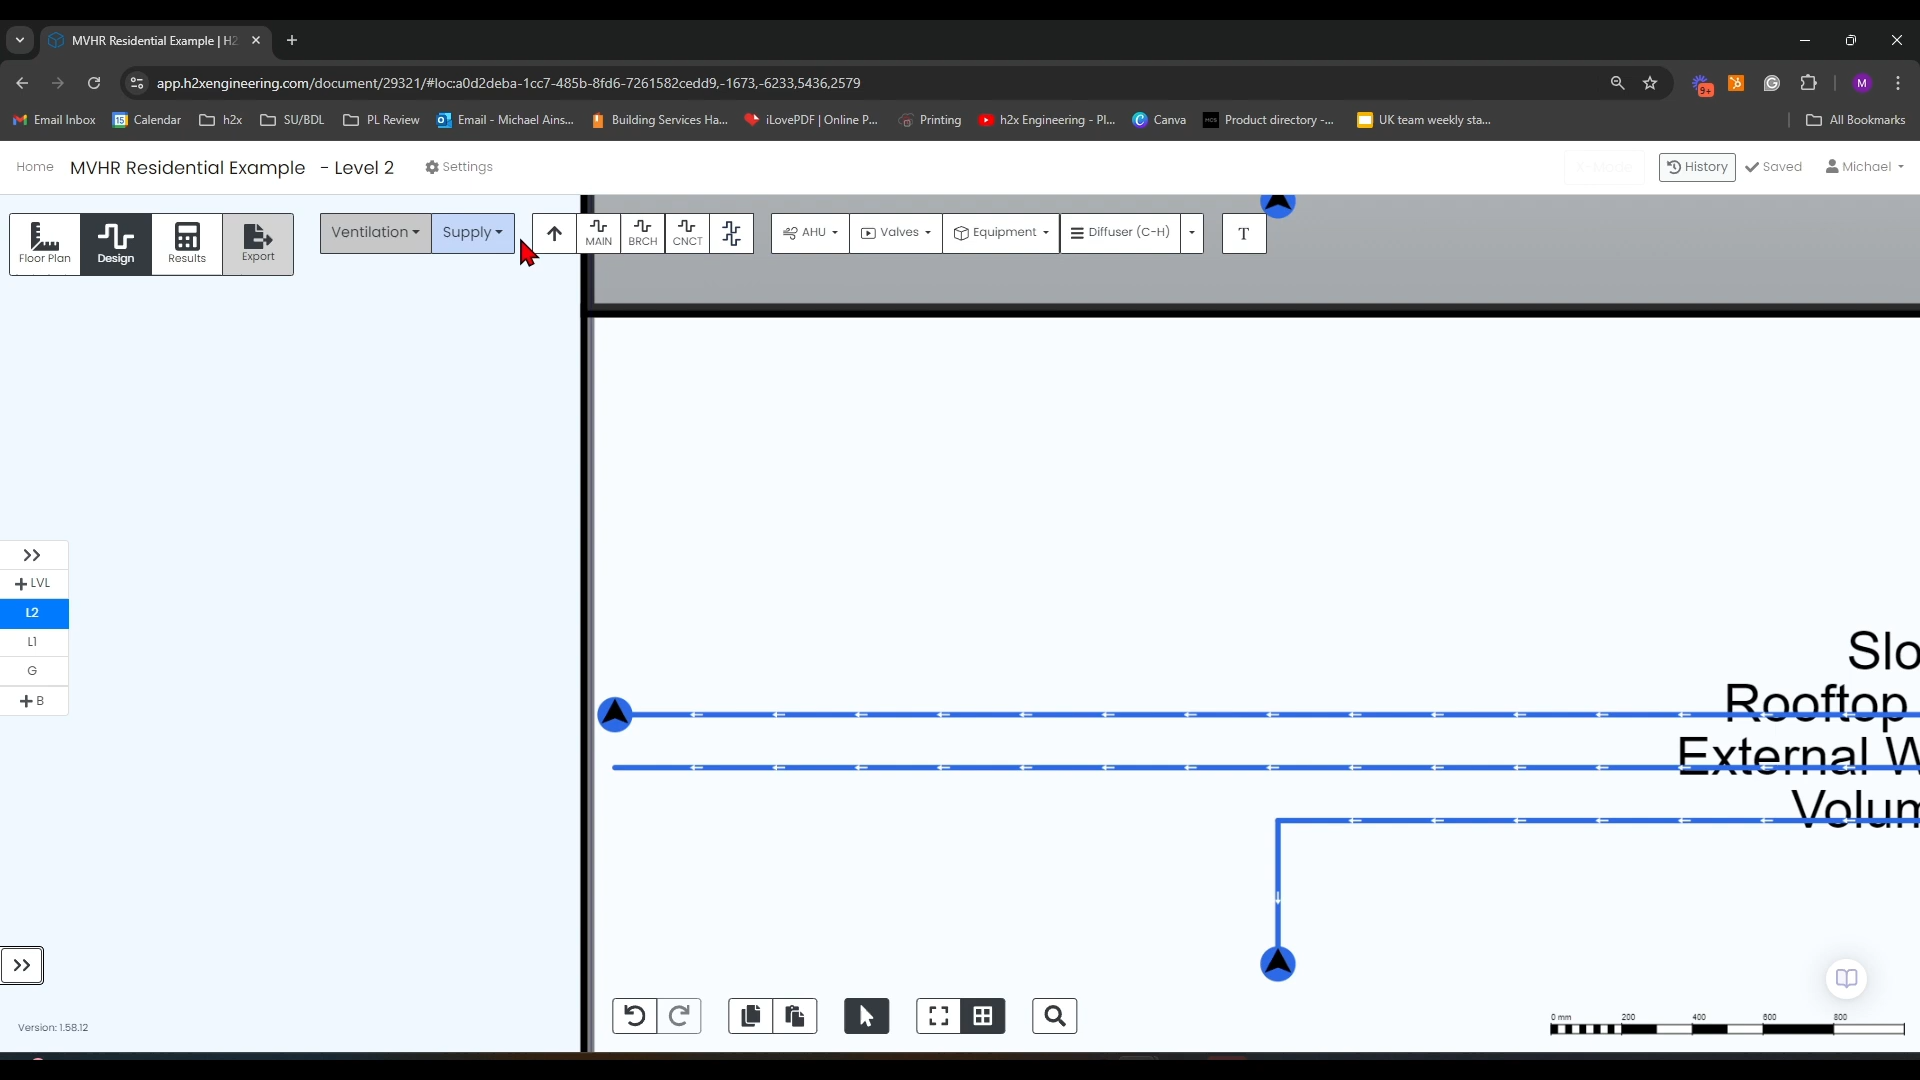 MVHR Residential Example | H2
app.h2xengineering.com/document/29321/#loc:a0d2deba-1cc7-485b-8fd6-7261582cedd9,-1673,-6233,5436,2579
9+
M
Email Inbox
Calendar
h2x
SU/BDL
PL Review
Email - Michael Ains...
Building Services Ha...
iLovePDF | Online P...
Printing
h2x Engineering - Pl...
Canva
Product directory -...
UK team weekly sta...
All Bookmarks
Home
MVHR Residential Example - Level 2
Settings
History
Saved
Michael
Floor Plan
Design
Results
Export
Ventilation
Supply
MAIN
BRCH
CNCT
AHU
Valves
Equipment
Diffuser (C-H)
T
LVL
L2
L1
G
B
Slo
Rooftop
External W
Volum
0 mm 200 400 600 800
Version: 1.58.12